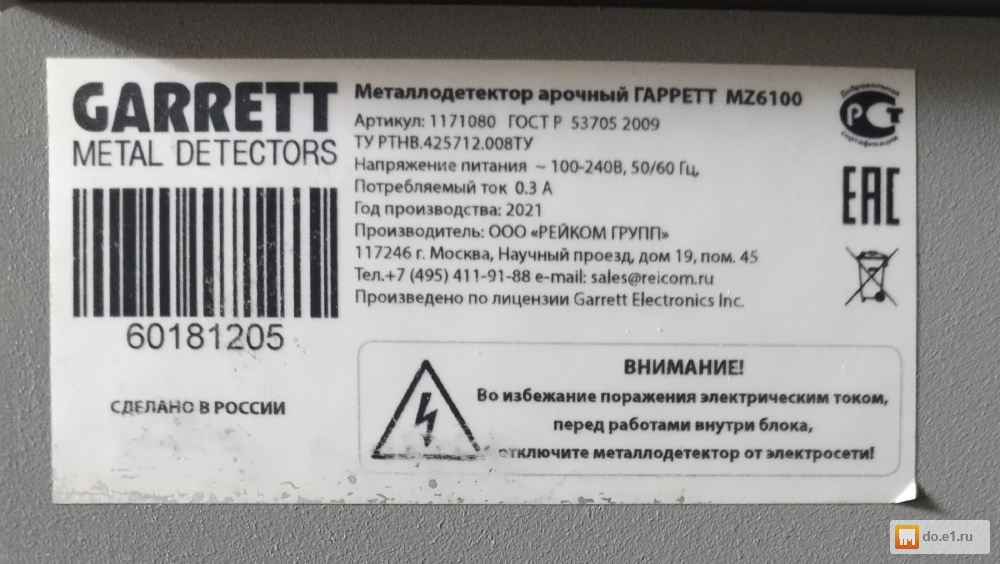 GARRETT
METAL DETECTORS
60181205
СДЕЛАНО В РОССИИ
Металлодетектор арочный ГАРРЕТТ MZ6100
Артикул: 1171080 ГОСТ Р 53705 2009
ТУ РТНВ.425712.008ТУ
Напряжение питания ~ 100-240В, 50/60 Гц,
Потребляемый ток 0.3 А
Год производства: 2021
Производитель: ООО «РЕЙКОМ ГРУПП»
117246 г. Москва, Научный проезд, дом 19, пом. 45
Тел.+7 (495) 411-91-88 e-mail: sales@reicom.ru
Произведено по лицензии Garrett Electronics Inc.
Добровольная
РСТ
сертификация
EAC
ВНИМАНИЕ!
Во избежание поражения электрическим током,
перед работами внутри блока,
отключите металлодетектор от электросети!
do.e1.ru